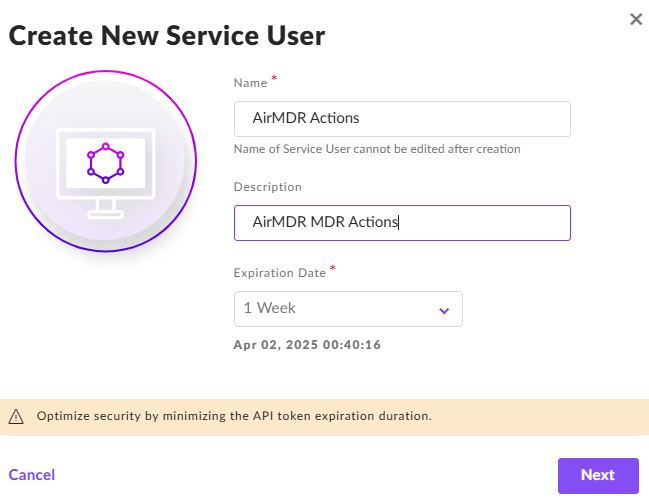 Create New Service User
Name *
AirMDR Actions
Name of Service User cannot be edited after creation
Description
AirMDR MDR Actions
Expiration Date *
1 Week
Apr 02, 2025 00:40:16
Optimize security by minimizing the API token expiration duration.
Cancel
Next